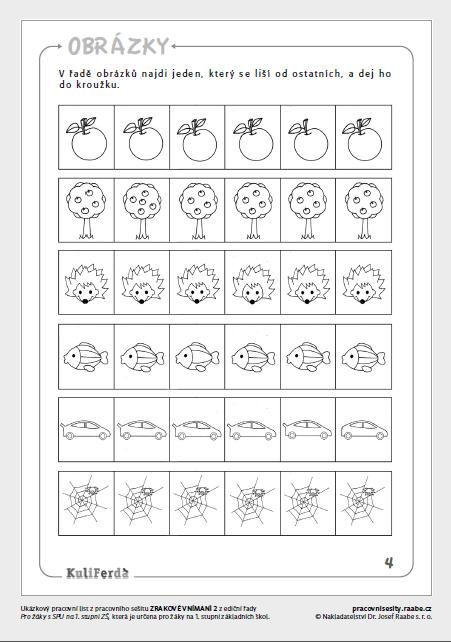 OBRÁZKY
V řadě obrázků najdi jeden, který se liší od ostatních, a dej ho
do kroužku.
4
KuliFerda
Ukázkový pracovní list z pracovního sešitu ZRAKOVÉ VNÍMANÍ 2 z ediční řady
Pro žáky s SPU na 1. stupni ZŠ, která je určena pro žáky na 1. stupni základních škol.
pracovnisesity.raabe.cz
© Nakladatelství Dr. Josef Raabe s. r. o.